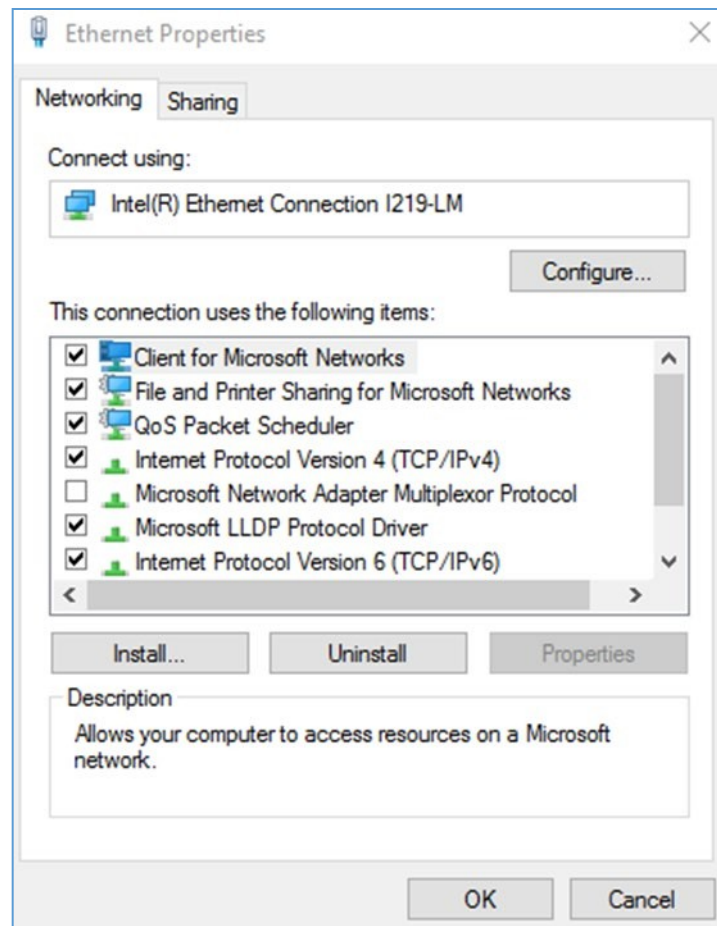 Ethernet Properties
Networking
Sharing
Connect using:
Intel(R) Ethernet Connection I219-LM
Configure...
This connection uses the following items:
Client for Microsoft Networks
File and Printer Sharing for Microsoft Networks
QoS Packet Scheduler
Internet Protocol Version 4 (TCP/IPv4)
Microsoft Network Adapter Multiplexor Protocol
Microsoft LLDP Protocol Driver
Internet Protocol Version 6 (TCP/IPv6)
Install...
Uninstall
Properties
Description
Allows your computer to access resources on a Microsoft
network.
OK
Cancel